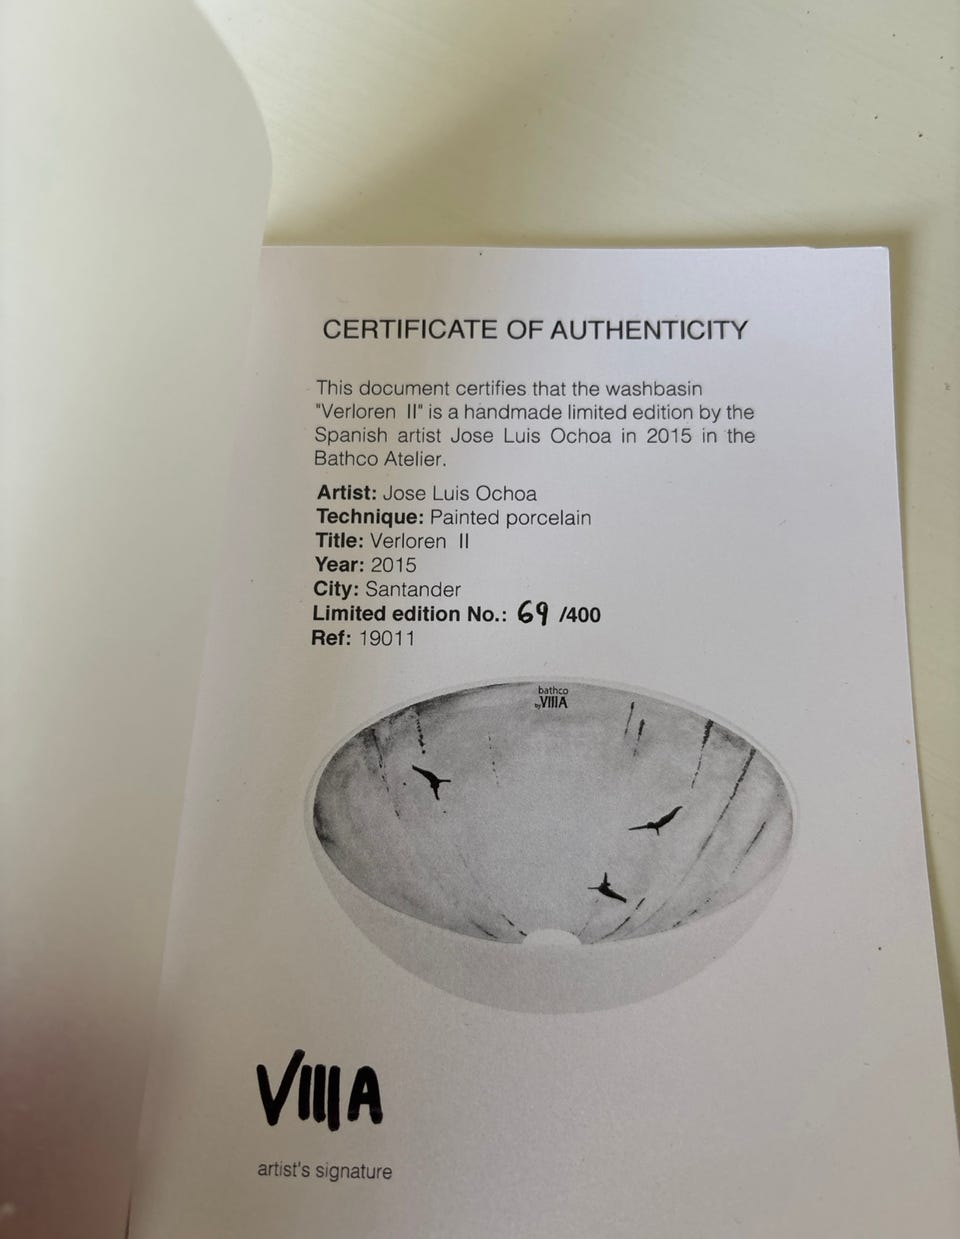 CERTIFICATE OF AUTHENTICITY
This document certifies that the washbasin
"Verloren II" is a handmade limited edition by the
Spanish artist Jose Luis Ochoa in 2015 in the
Bathco Atelier.
Artist: Jose Luis Ochoa
Technique: Painted porcelain
Title: Verloren II
Year: 2015
City: Santander
Limited edition No.: 69 /400
Ref: 19011
bathco
by VIIIA
VIIIA
artist's signature